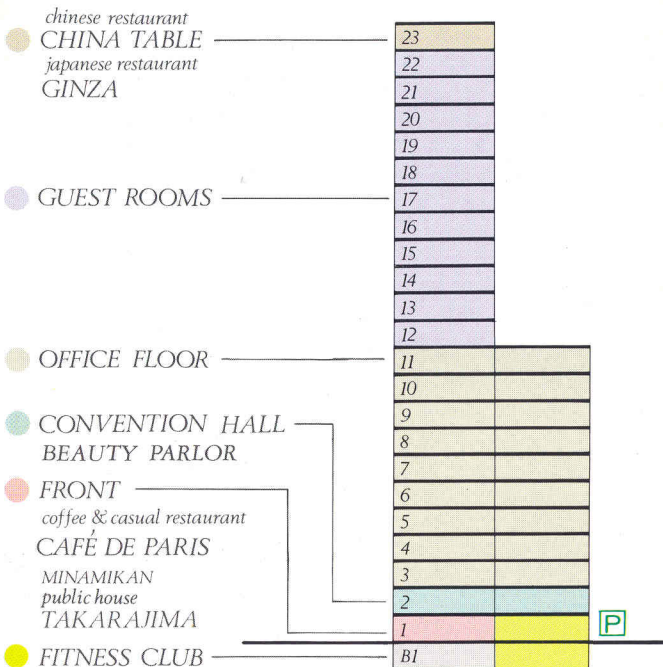 chinese restaurant
CHINA TABLE
japanese restaurant
GINZA
GUEST ROOMS
OFFICE FLOOR
CONVENTION HALL
BEAUTY PARLOR
FRONT
coffee & casual restaurant
CAFÉ DE PARIS
MINAMIKAN
public house
TAKARAJIMA
FITNESS CLUB
23
22
21
20
19
18
17
16
15
14
13
12
11
10
9
8
7
6
5
4
3
2
1
P
B1